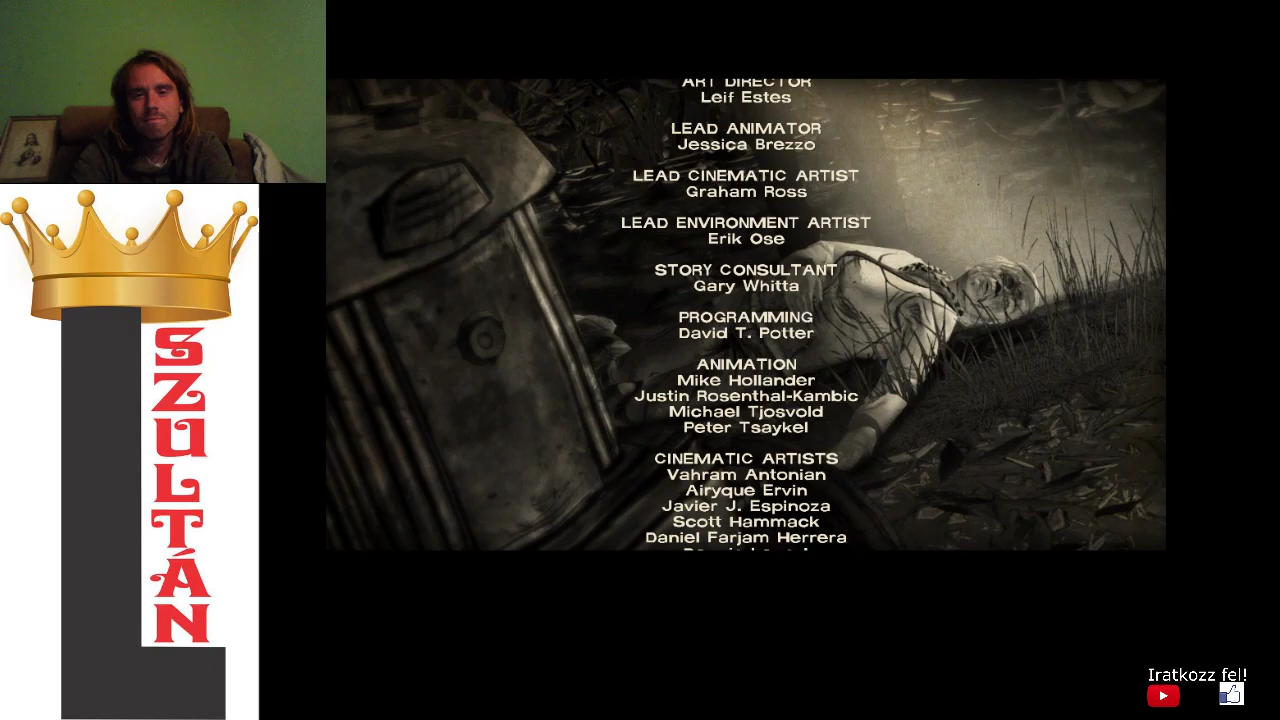 ART DIRECTOR
Leif Estes
LEAD ANIMATOR
Jessica Brezzo
LEAD CINEMATIC ARTIST
Graham Ross
LEAD ENVIRONMENT ARTIST
Erik Ose
STORY CONSULTANT
Gary Whitta
PROGRAMMING
David T. Potter
ANIMATION
Mike Hollander
Justin Rosenthal-Kambic
Michael Tjosvold
Peter Tsaykel
CINEMATIC ARTISTS
Vahram Antonian
Airyque Ervin
Javier J. Espinoza
Scott Hammack
Daniel Farjam Herrera
L
SZULTÁN
Iratkozz fel!